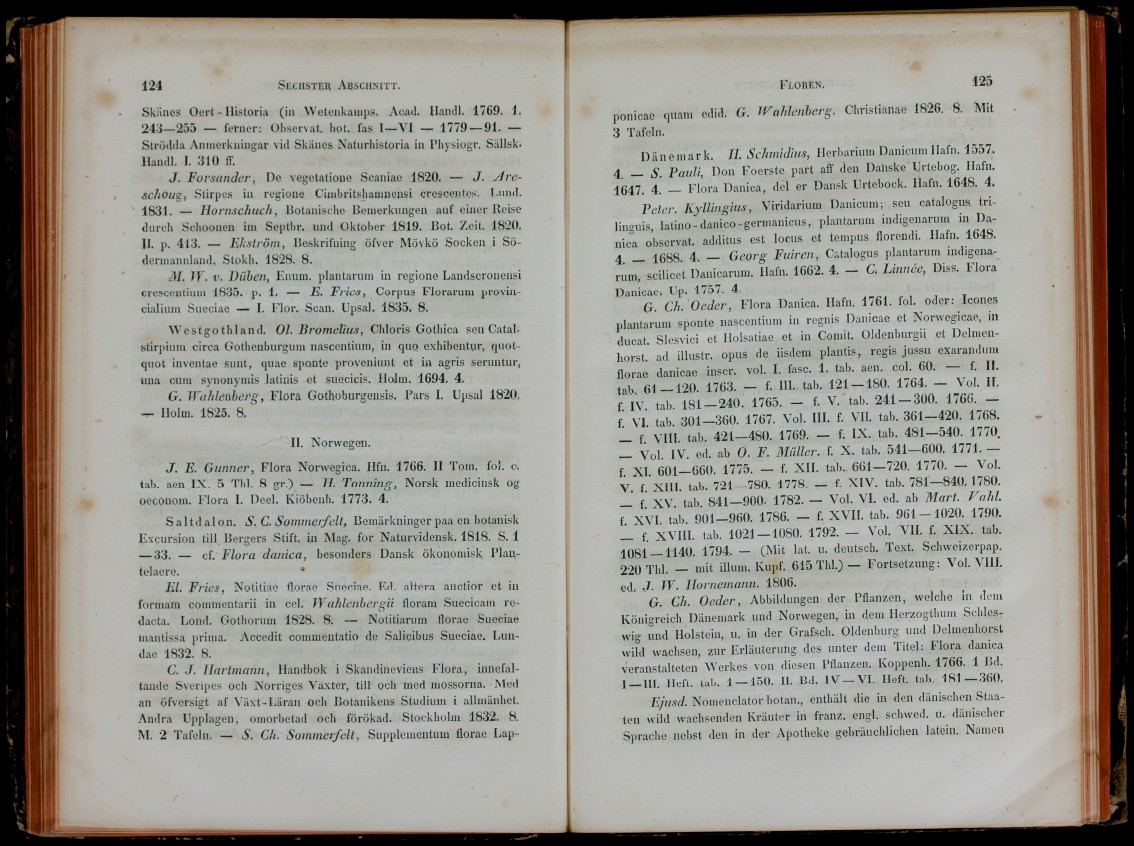 124 SECHSTER ABSCHNITT.
Skånes Oert-Historia (in Wetenkamps. Acad. Handl. 1769. 1.
243—255 — ferner: Observat. bot. fas I—VI — 1779—91. —
Strödda Anmerkningar vid Skånes Naturhistoria in Physiogr. Sällsk.
Handl. I. 310 ff.
J. Forsander, De vegetatione Scaniae 1820. — J. Are-
schoug, Stirpes in regione Cimbritshamnensi crescentes. Lund.
1831. — Hornschuch, Botanische Bemerkungen auf einer Reise
durch Schoonen im Septbr. und Oktober 1819. Bot. Zeit. 1820.
II. p. 413. — Ekström, Beskrifning öfver Mövkö Socken i Sö-
dermannland. Stokh. 1828. 8.
M. W. v. Düben, Enum. plantarum in regione Landscronensi
crescentium 1835. p. 1. — E. Fries, Corpus Florarum provin-
cialium Sueciae — I. Flor. Scan. Upsal. 1835. 8.
Westgothland. Ol. Bromelius, Chloris Gothica seu Catal.
stirpium circa Gothenburgum nascentium, in quo exhibentur, quot-
quot inventae sunt, quae sponte proveniunt et in agris seruntur,
una cum synonymis latinis et suecicis. Holm. 1694. 4.
G. Wahlenberg, Flora Gothoburgensis. Pars I. Upsal 1820.
— Holm. 1825. 8.
II. Norwegen.
J. E. Gunner, Flora Norwegica. Hfn. 1766. II Tom. fol. c.
tab. aen IX. 5 Thl. 8 gr.) — H. Tonning, Norsk medicinsk og
oeconom. Flora I. Deel. Kiöbenh. 1773. 4.
Saltdalon. S. C. Sommerfelt, Bemärkninger paa en botanisk
Excursion till Bergers Stift. in Mag. for Naturvidensk. 1818. S. 1
—33. — cf. Flora danica, besonders Dansk ökonomisk Plan-
telaere.
El. Fries, Notitiae florae Sueciae. Ed. altera auctior et in
formam commentarii in cel. Wahlenbergii floram Suecicam re-
dacta. Lond. Gothorum 1828. 8. — Notitiarum florae Sueciae
mantissa prima. Accedit commentatio de Salicibus Sueciae. Lun-
dae 1832. 8.
C. J. Hartmann, Handbok i Skandineviens Flora, innefal-
tande Sveripes och Norriges Växter, till och med mossorna. Med
an öfversigt af Växt-Läran och Botanikens Studium i allmänhet.
Andra Upplagen, omorbetad och förökad. Stockholm 1832. 8.
M. 2 Tafeln. — S. Ch. Sommerfelt, Supplementum florae Lap-
FLOREN. 125
ponicae quam edid. G. Wahlenberg. Christianae 1826. 8. Mit
3 Tafeln.
Dänemark. H. Schmidius, Herbarium Danicum Hafn. 1557.
4. — S. Pauli, Don Foerste part aff den Danske Urtebog. Hafn.
1647. 4. — Flora Danica, del er Dansk Urtebock. Hafn. 1648. 4.
Peter. Kyllingius, Viridarium Danicum; seu catalogus tri-
linguis, latino-danico-germanicus, plantarum indigenarum in Da-
nica observat. additus est locus et tempus florendi. Hafn. 1648.
4. — 1688. 4. — Georg Fuiren, Catalogus plantarum indigena-
rum, scilicet Danicarum. Hafn. 1662. 4. — C. Linnée, Diss. Flora
Danicae. Up. 1757. 4.
G. Ch. Oeder, Flora Danica. Hafn. 1761. fol. oder: Icones
plantarum sponte nascentium in regnis Danicae et Norwegicae, in
ducat. Slesvici et Holsatiae et in Comit. Oldenburgii et Delmen-
horst. ad illustr. opus de iisdem plantis, regis jussu exarandum
florae danicae inscr. vol. I. fasc. 1. tab. aen. col. 60. — f. II.
tab. 61—120. 1763. — f. III. tab. 121—180. 1764. — Vol. II.
f. IV. tab. 181—240. 1765. — f. V. tab. 241—300. 1766. —
f. VI. tab. 301—360. 1767. Vol. III. f. VII. tab. 361—420. 1768.
— f. VIII. tab. 421—480. 1769. — f. IX. tab. 481—540. 1770.
— Vol. IV. ed. ab O. F. Müller. f. X. tab. 541—600. 1771. —
f. XI. 601—660. 1775. — f. XII. tab. 661—720. 1770. — Vol.
V. f. XIII. tab. 721—780. 1778. — f. XIV. tab. 781—840. 1780.
— f. XV. tab. 841—900. 1782. — Vol. VI. ed. ab Mart. Vahl.
f. XVI. tab. 901—960. 1786. — f. XVII. tab. 961—1020. 1790.
— f. XVIII. tab. 1021—1080. 1792. — Vol. VII. f. XIX. tab.
1081—1140. 1794. — (Mit lat. u. deutsch. Text. Schweizerpap.
220 Thl. — mit illum. Kupf. 615 Thl.) — Fortsetzung: Vol. VIII.
ed. J. W. Hornemann. 1806.
G. Ch. Oeder, Abbildungen der Pflanzen, welche in dem
Königreich Dänemark und Norwegen, in dem Herzogthum Schles-
wig und Holstein, u. in der Grafsch. Oldenburg und Delmenhorst
wild wachsen, zur Erläuterung des unter dem Titel: Flora danica
veranstalteten Werkes von diesen Pflanzen. Koppenh. 1766. 1 Bd.
I—III. Heft. tab. 1—150. II. Bd. IV—VI. Heft. tab. 181—360.
Ejusd. Nomenclator botan., enthält die in den dänischen Staa-
ten wild wachsenden Kräuter in franz. engl. schwed. u. dänischer
Sprache nebst den in der Apotheke gebräuchlichen latein. Namen